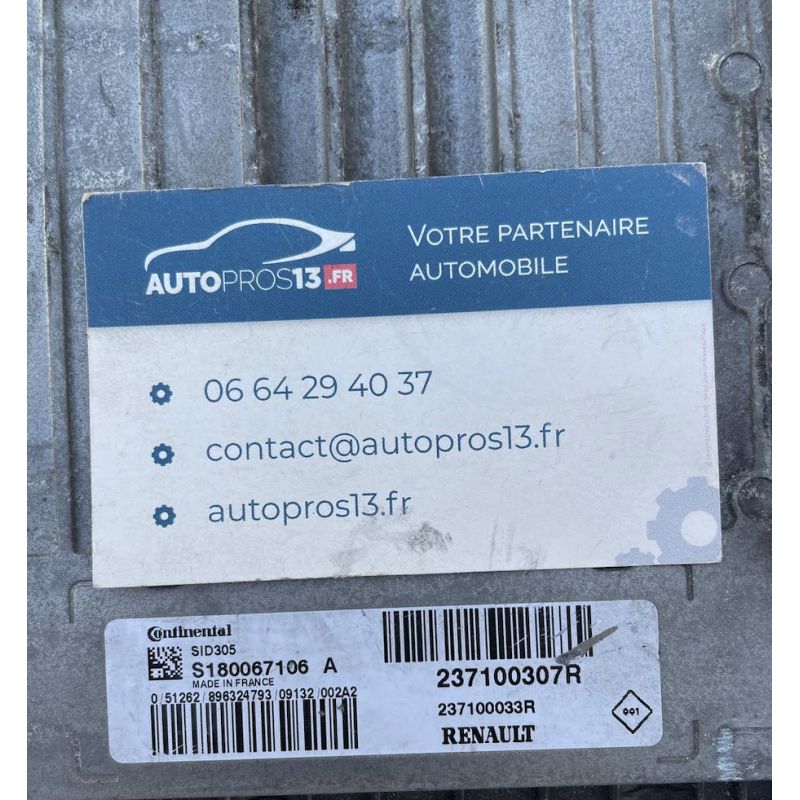 AUTOPROS13.FR
VOTRE PARTENAIRE
AUTOMOBILE
06 64 29 40 37
contact@autopros13.fr
autopros13.fr
Continental
SID305
S180067106 A
MADE IN FRANCE
0/51262/896324793/09132/002A2
237100307R
237100033R
RENAULT
001